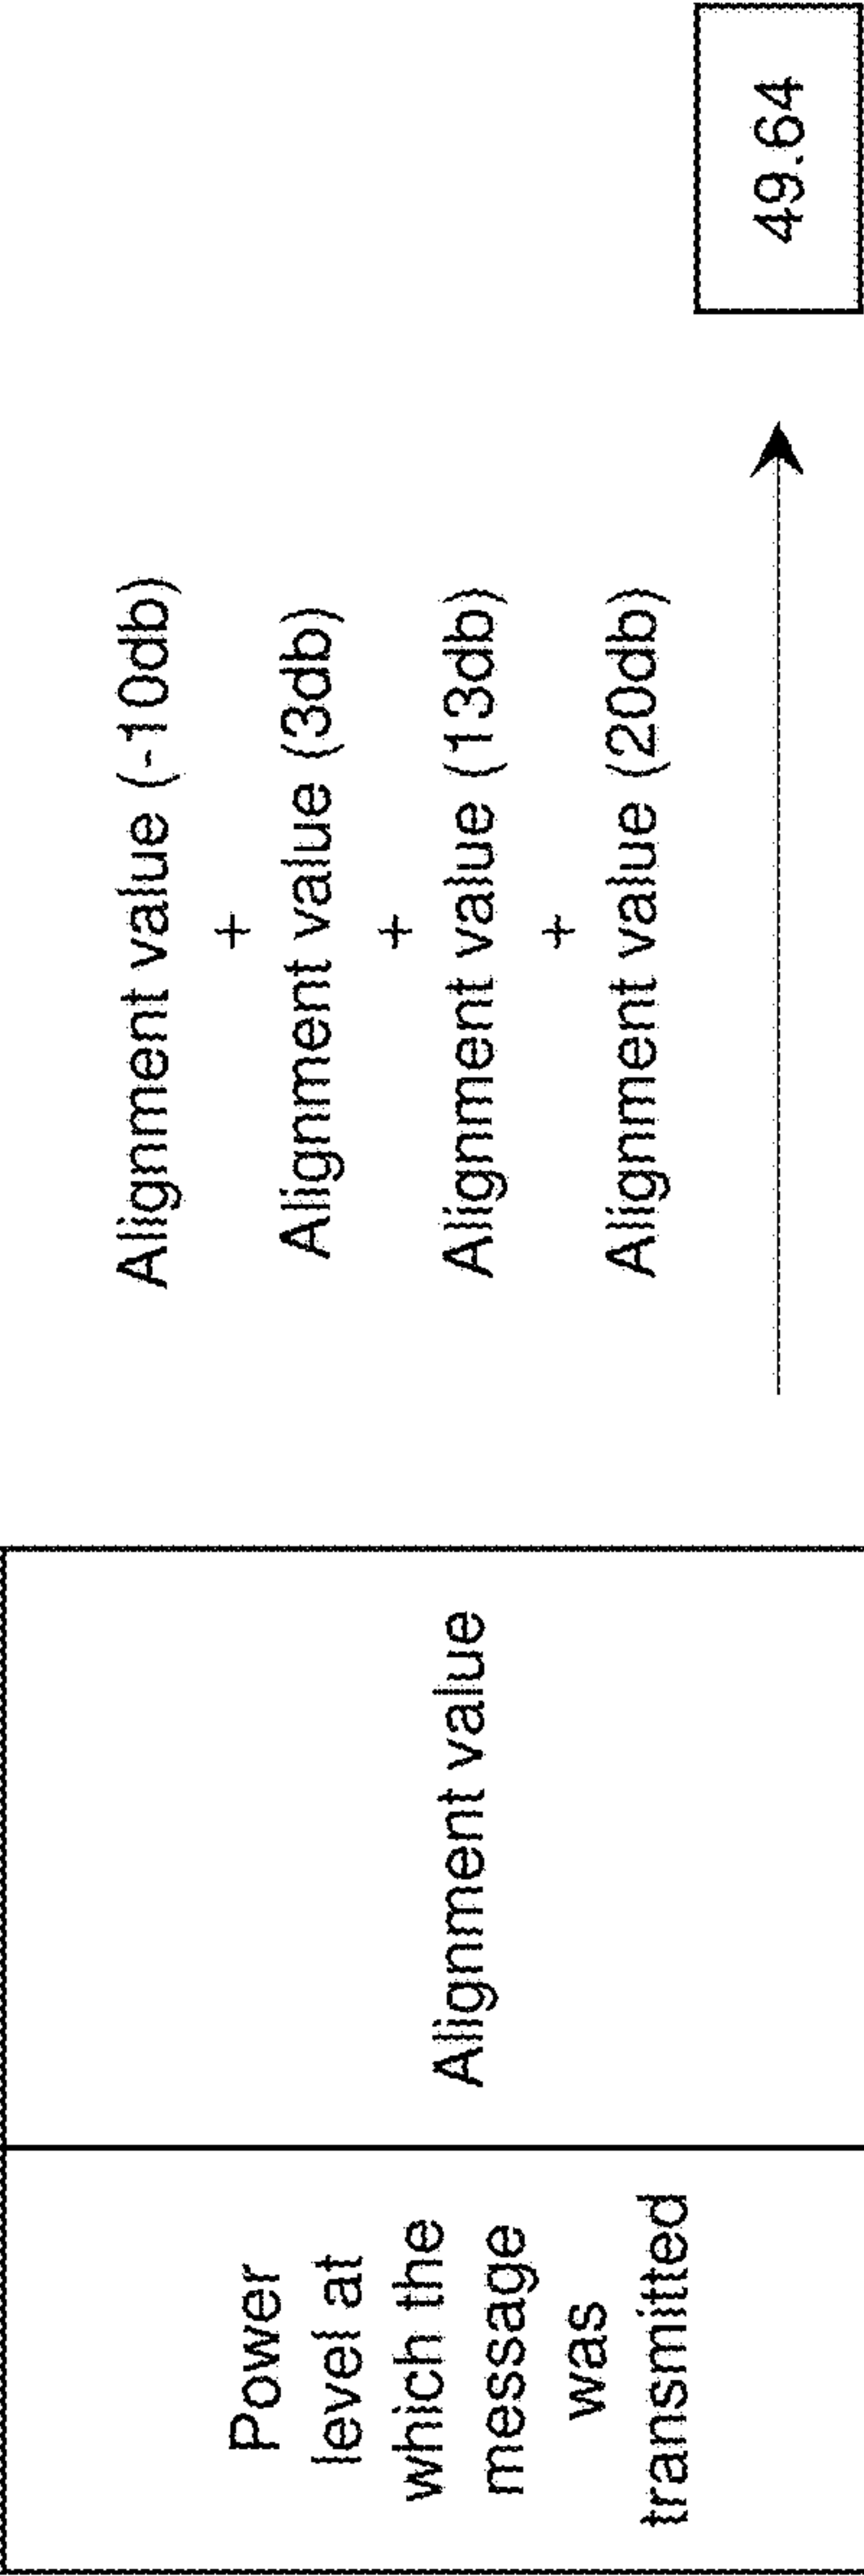 Power
level at
which the
message
was
transmitted
Alignment value
Alignment value (-10db)
+
Alignment value (3db)
+
Alignment value (13db)
+
Alignment value (20db)
49.64